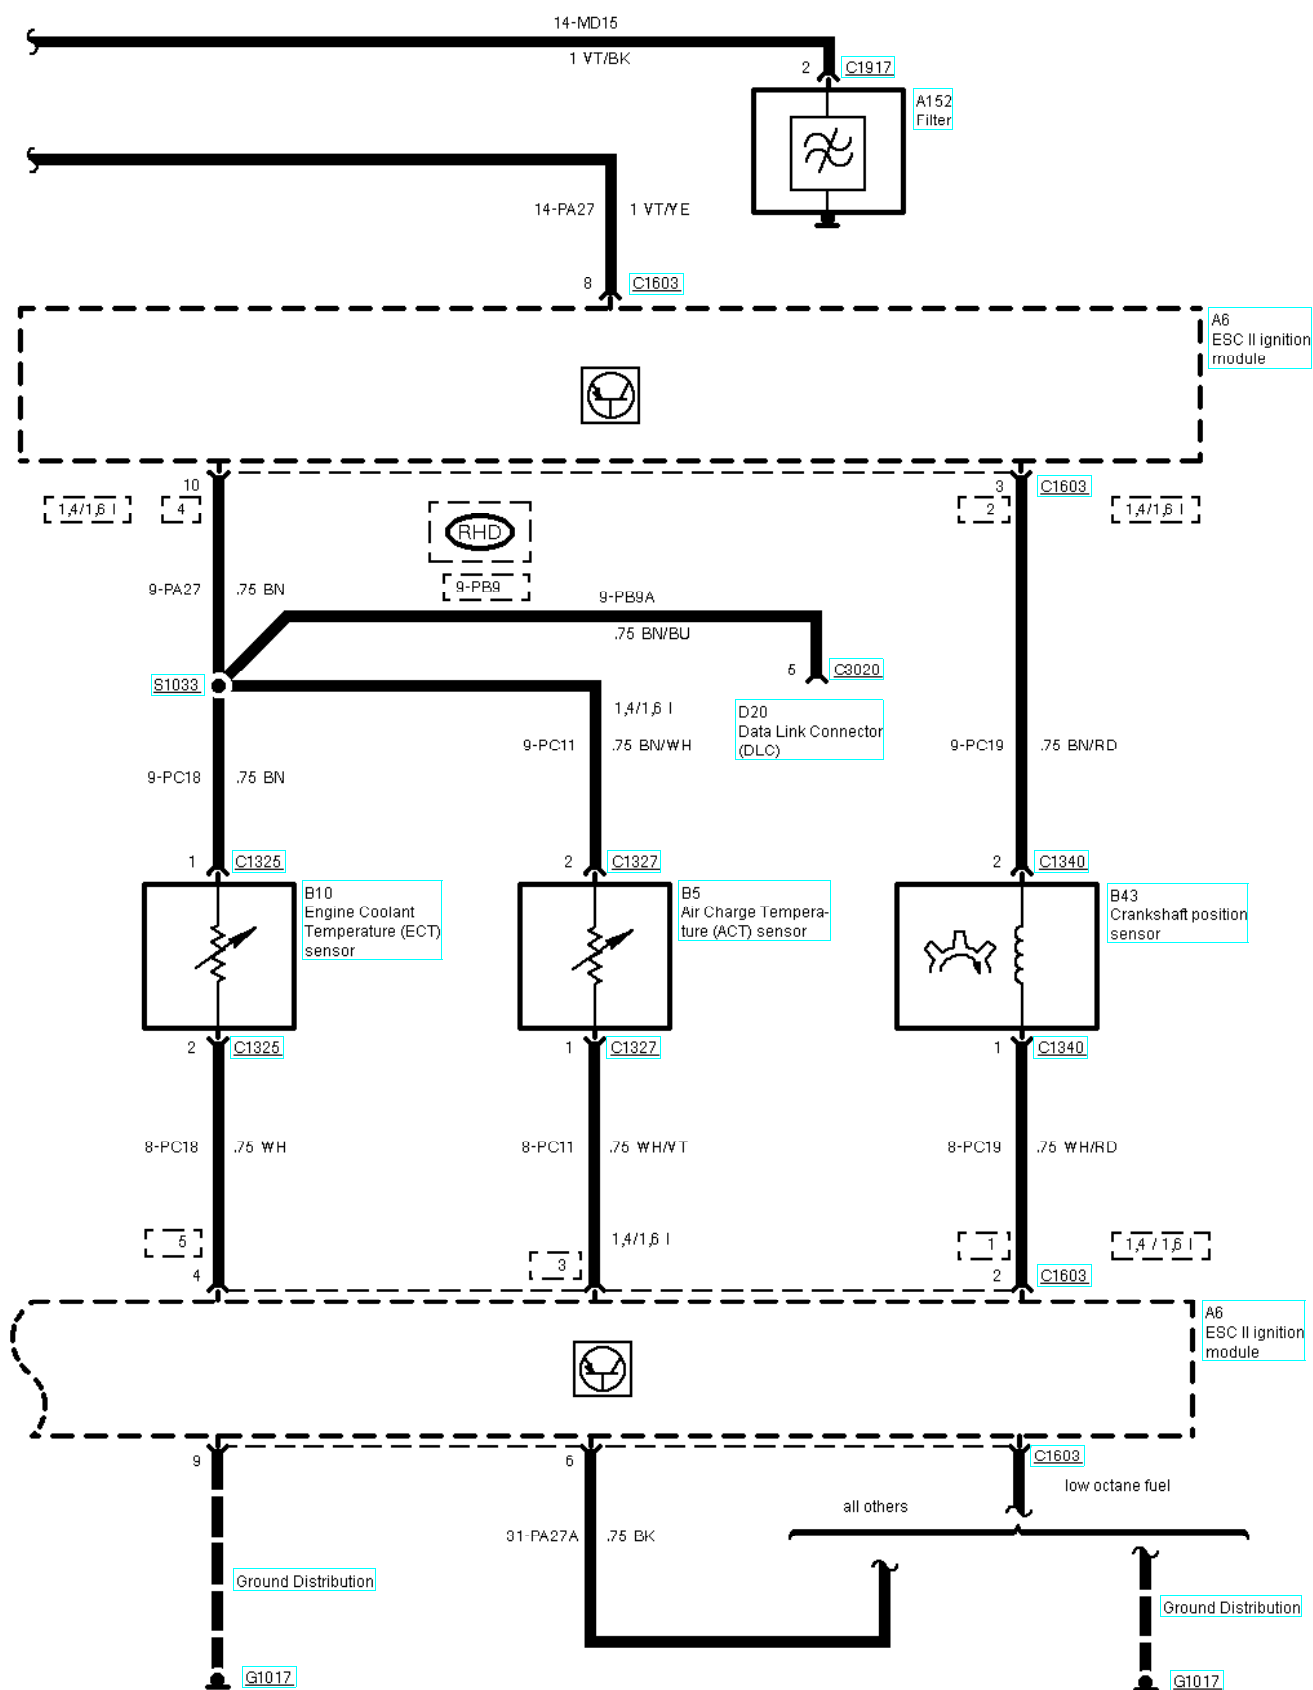 14-MD15
1 VT/BK
2 C1917
A152
Filter
14-PA27 1 VT/YE
8 C1603
A6
ESC II ignition
module
10
3 C1603
1,4/1,6 l 4
2 1,4/1,6 l
RHD
9-PA27 .75 BN
9-PB9
9-PB9A
.75 BN/BU
5 C3020
S1033
1,4/1,6 l
D20
Data Link Connector
(DLC)
9-PC11 .75 BN/WH
9-PC19 .75 BN/RD
9-PC18 .75 BN
1 C1325
2 C1327
2 C1340
B10
Engine Coolant
Temperature (ECT)
sensor
B5
Air Charge Tempera-
ture (ACT) sensor
B43
Crankshaft position
sensor
2 C1325
1 C1327
1 C1340
8-PC18 .75 WH
8-PC11 .75 WH/VT
8-PC19 .75 WH/RD
5
1,4/1,6 l
1 1,4 / 1,6 l
3
4
2 C1603
A6
ESC II ignition
module
9
6
C1603
low octane fuel
all others
31-PA27A .75 BK
Ground Distribution
Ground Distribution
G1017
G1017